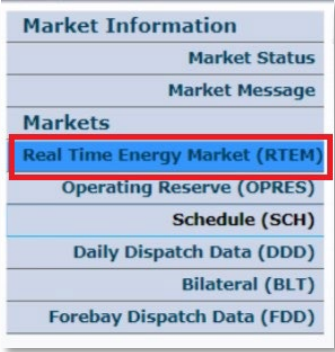 Market Information
Market Status
Market Message
Markets
Real Time Energy Market (RTEM)
Operating Reserve (OPRES)
Schedule (SCH)
Daily Dispatch Data (DDD)
Bilateral (BLT)
Forebay Dispatch Data (FDD)